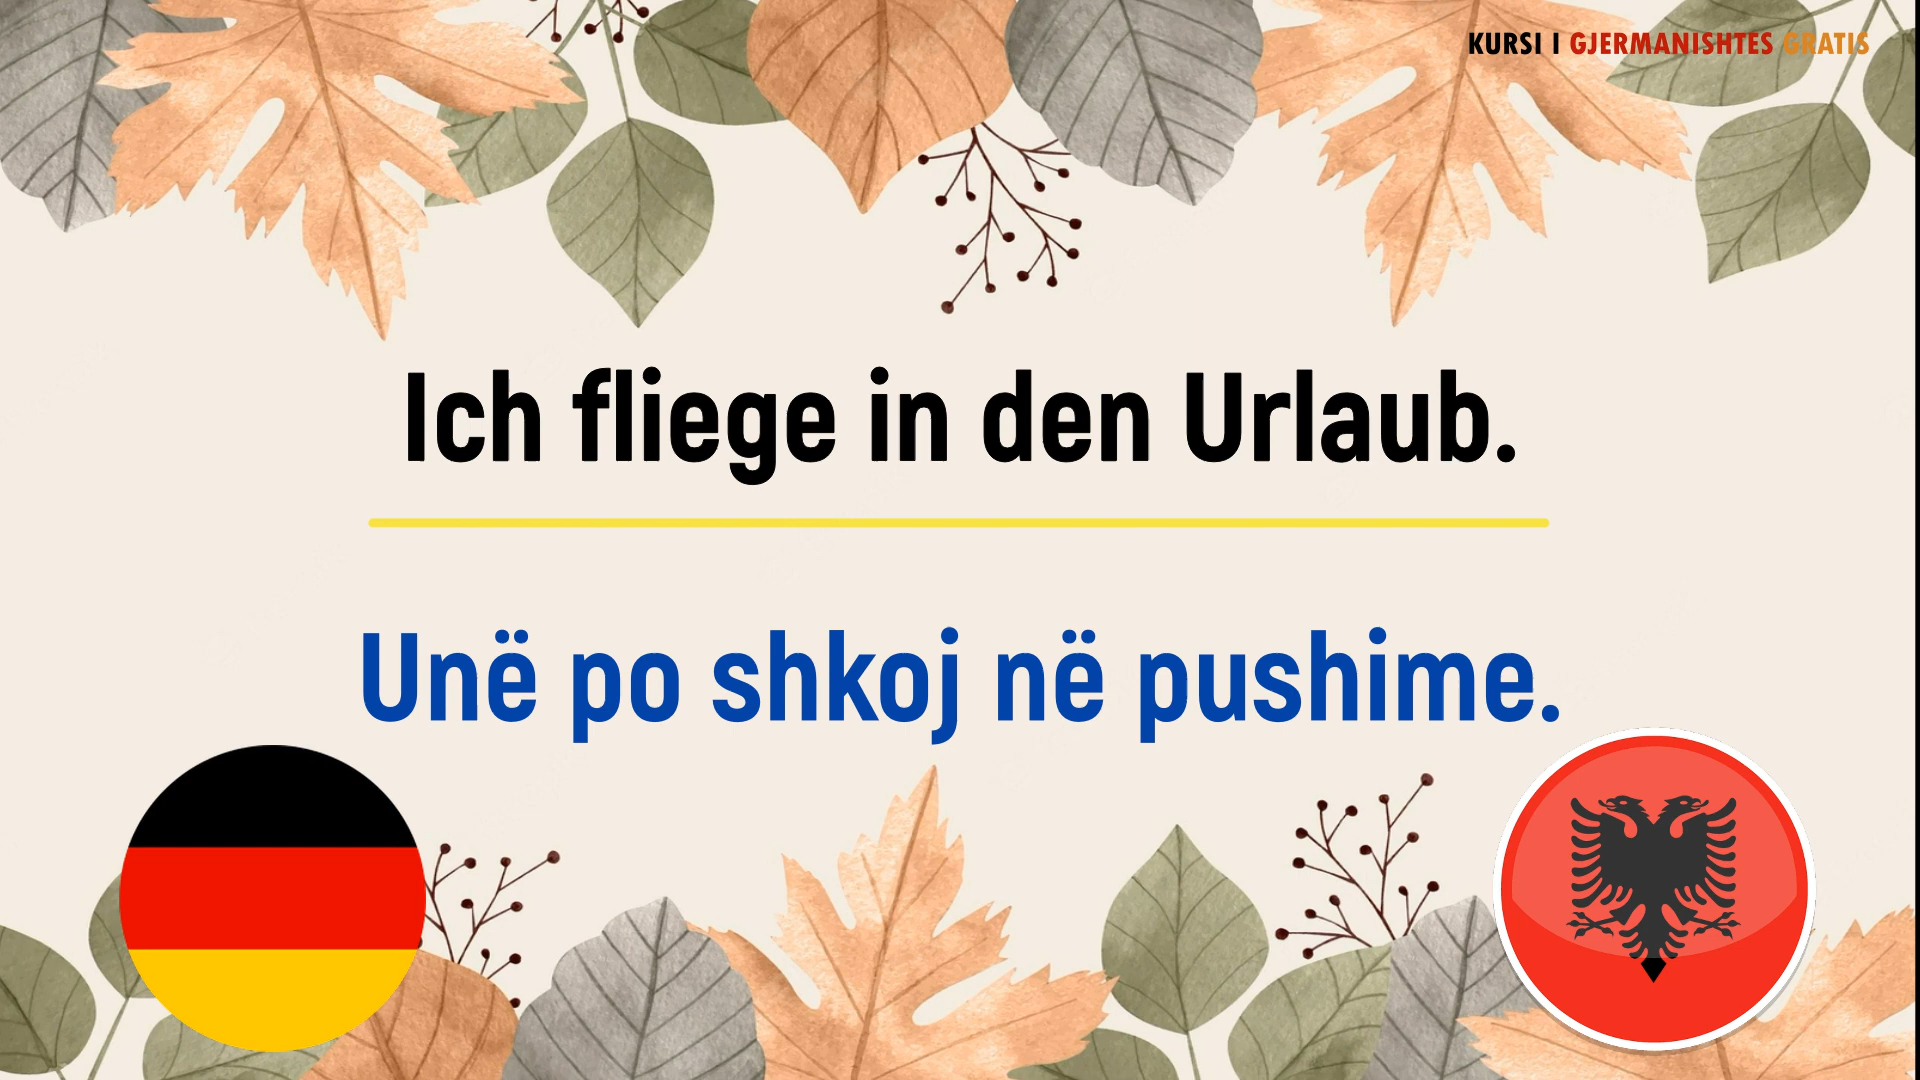 KURSI I GJERMANISHTES GRATIS
Ich fliege in den Urlaub.
Unë po shkoj në pushime.